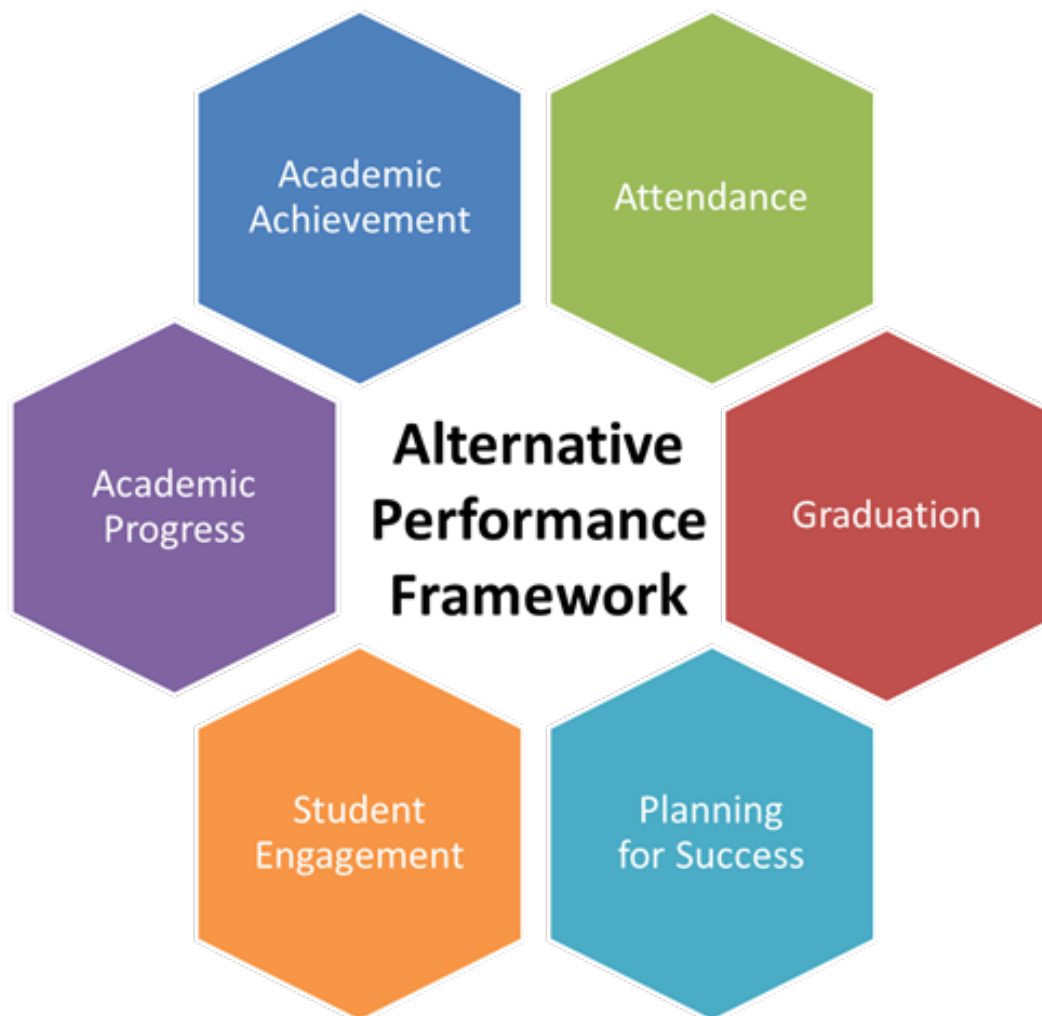 Academic
Achievement
Attendance
Academic
Progress
Alternative
Performance
Framework
Graduation
Student
Engagement
Planning
for Success